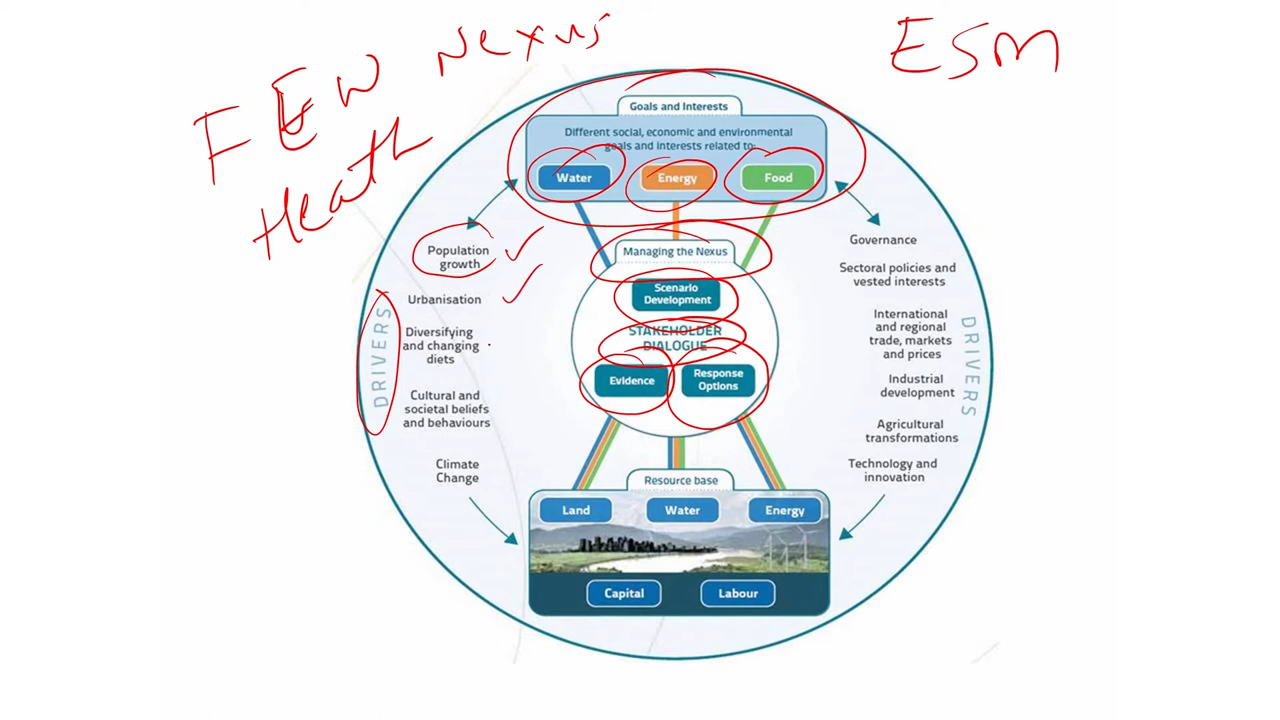 FEW Nexus
Heath
ESM
Goals and Interests
Different social, economic and environmental
goals and interests related to:
Water
Energy
Food
Managing the Nexus
Scenario
Development
STAKEHOLDER
DIALOGUE
Evidence
Response
Options
DRIVERS
Population
growth
Urbanisation
Diversifying
and changing
diets
Cultural and
societal beliefs
and behaviours
Climate
Change
Governance
Sectoral policies and
vested interests
International
and regional
trade, markets
and prices
Industrial
development
Agricultural
transformations
Technology and
innovation
DRIVERS
Resource base
Land
Water
Energy
Capital
Labour